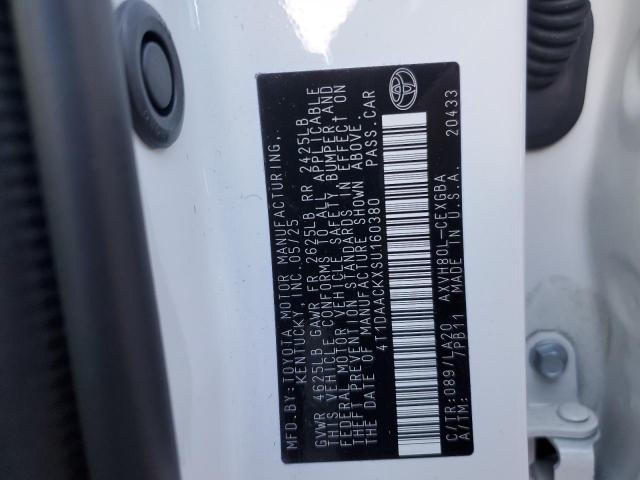 MFD.BY:TOYOTA MOTOR MANUFACTURING,
KENTUCKY, INC. 05/25
GVWR 4625LB GAWR FR 2625LB RR 2425LB
THIS VEHICLE CONFORMS TO ALL APPLICABLE
FEDERAL MOTOR VEHICLE SAFETY, BUMPER AND
THEFT PREVENTION STANDARDS IN EFFECT ON
THE DATE OF MANUFACTURE SHOWN ABOVE.
4T1DAACKXSU160380 PASS.CAR
C/TR:089/LA20 AXVH80L-CEXGBA
A/TM: 7PB11 MADE IN U.S.A. 20433